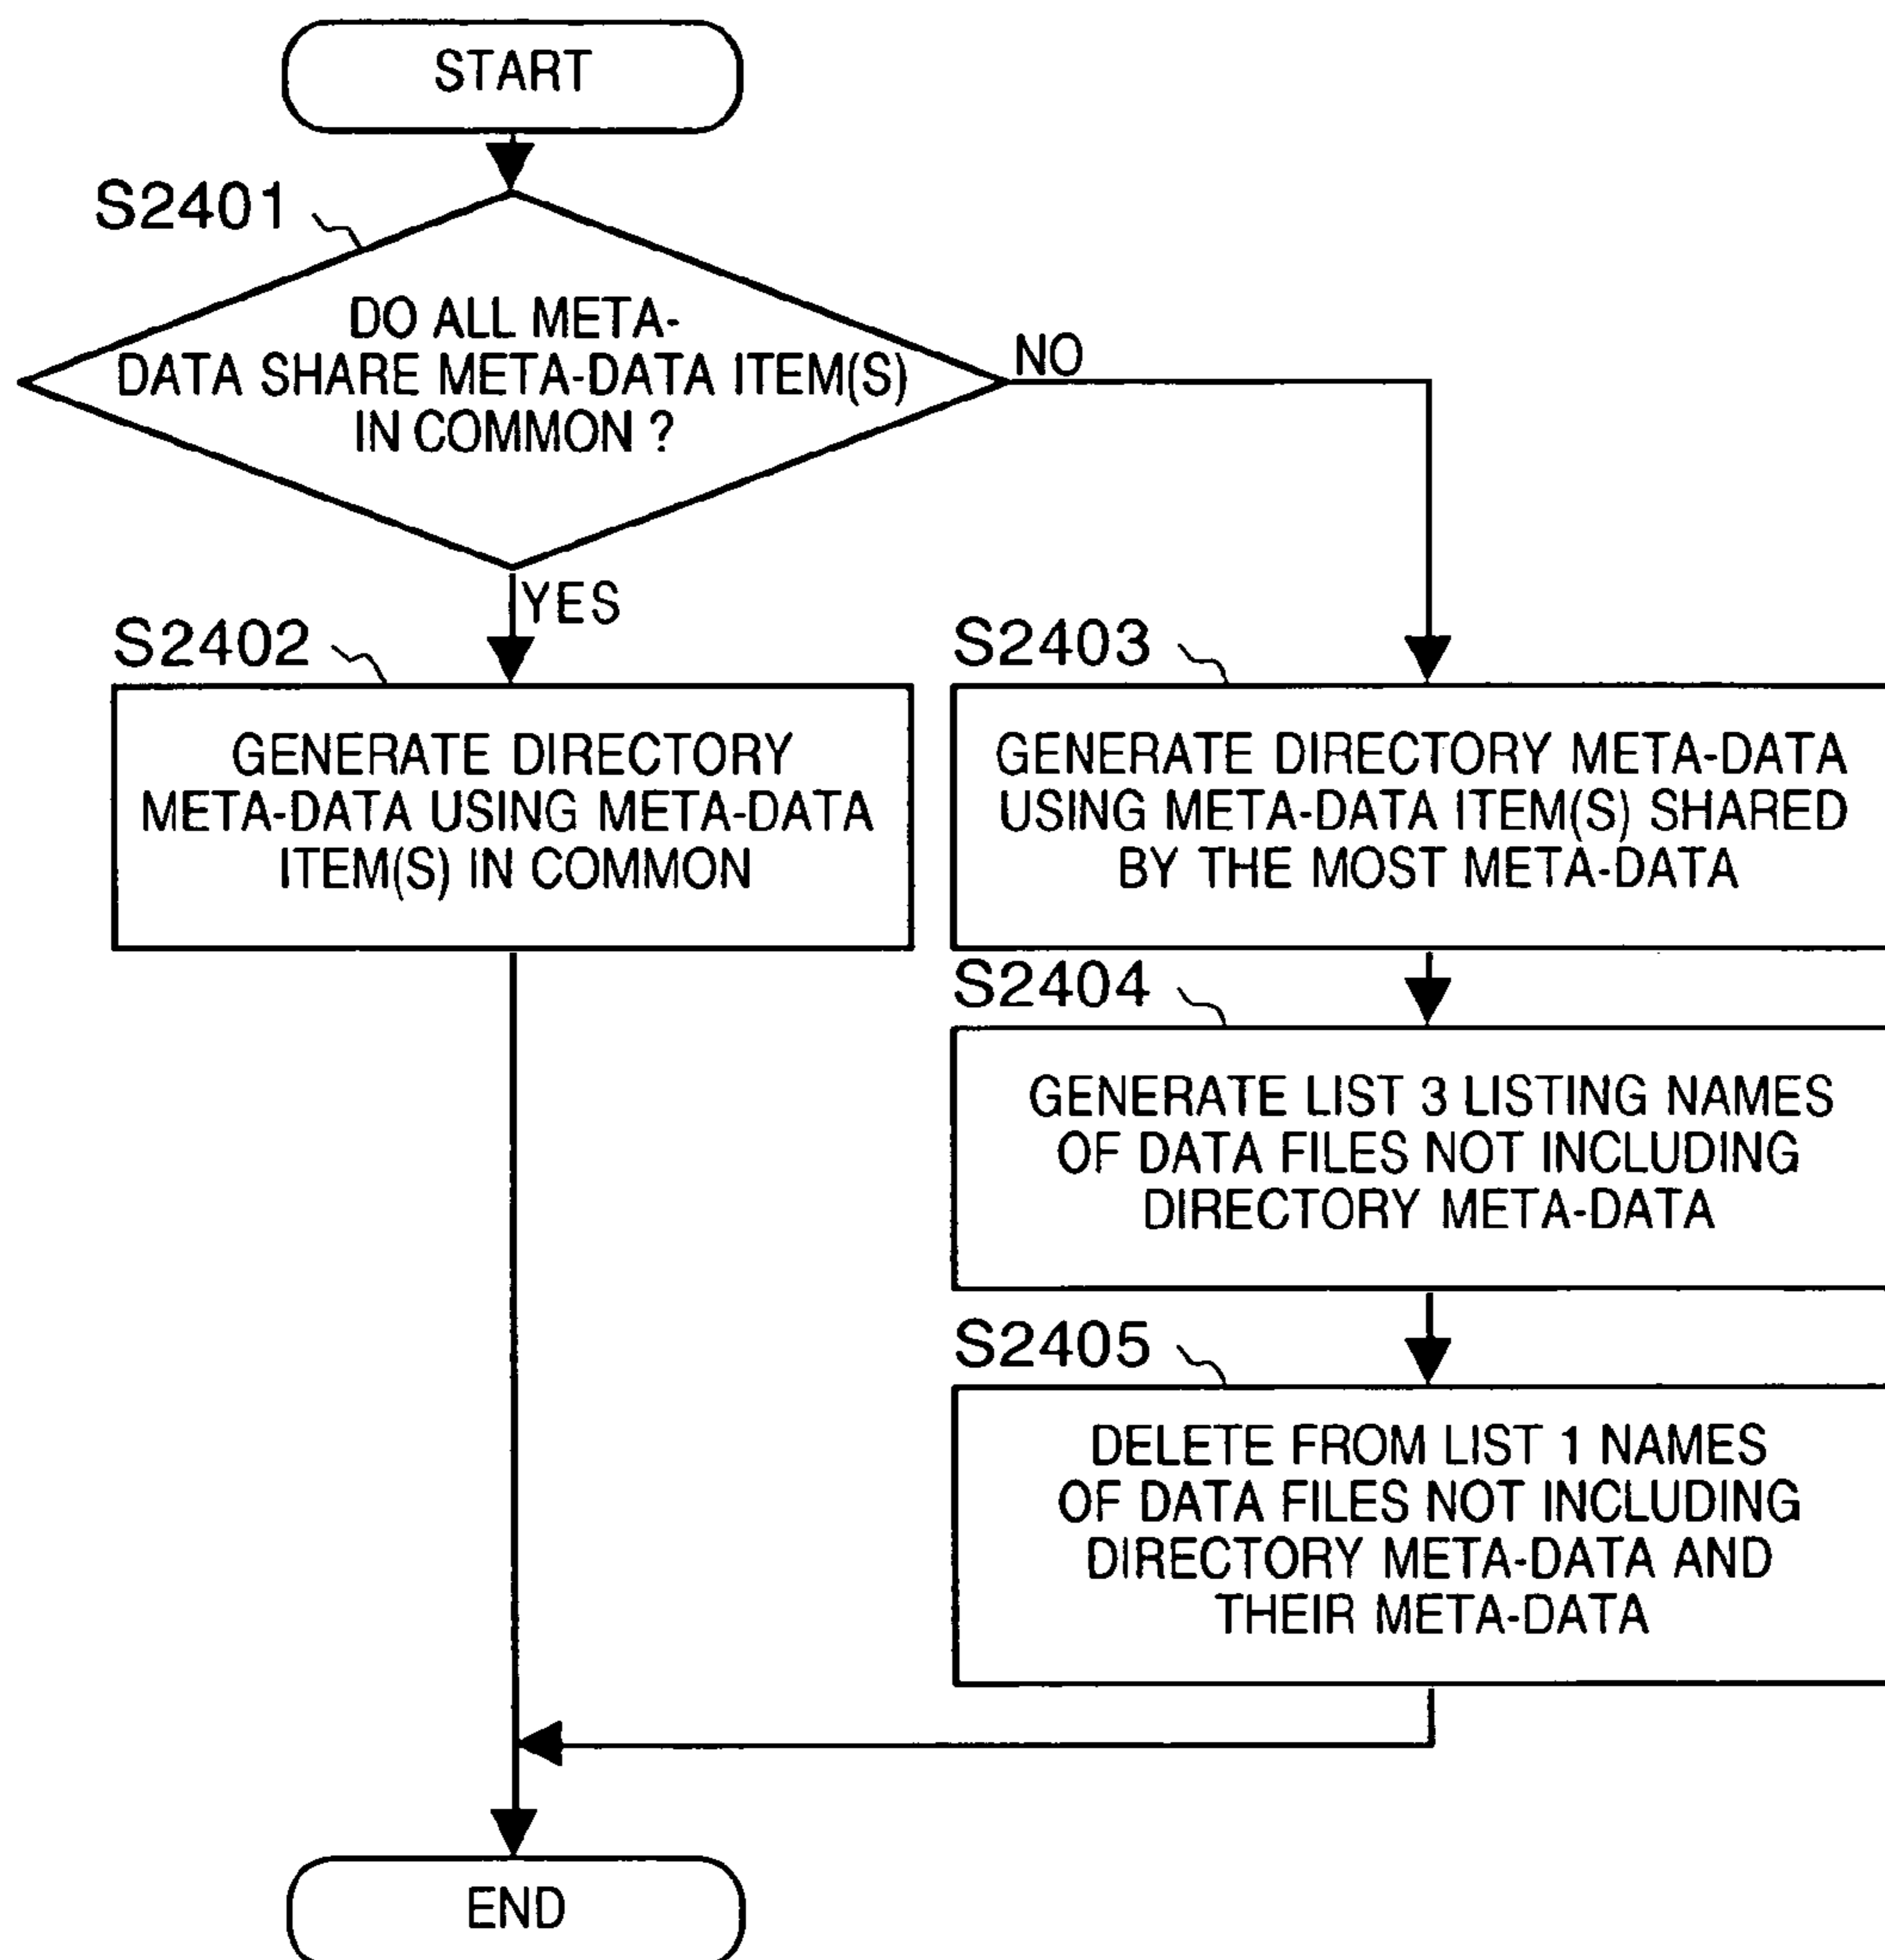 START
S2401
DO ALL META-
DATA SHARE META-DATA ITEM(S)
IN COMMON ?
NO
YES
S2402
GENERATE DIRECTORY
META-DATA USING META-DATA
ITEM(S) IN COMMON
S2403
GENERATE DIRECTORY META-DATA
USING META-DATA ITEM(S) SHARED
BY THE MOST META-DATA
S2404
GENERATE LIST 3 LISTING NAMES
OF DATA FILES NOT INCLUDING
DIRECTORY META-DATA
S2405
DELETE FROM LIST 1 NAMES
OF DATA FILES NOT INCLUDING
DIRECTORY META-DATA AND
THEIR META-DATA
END